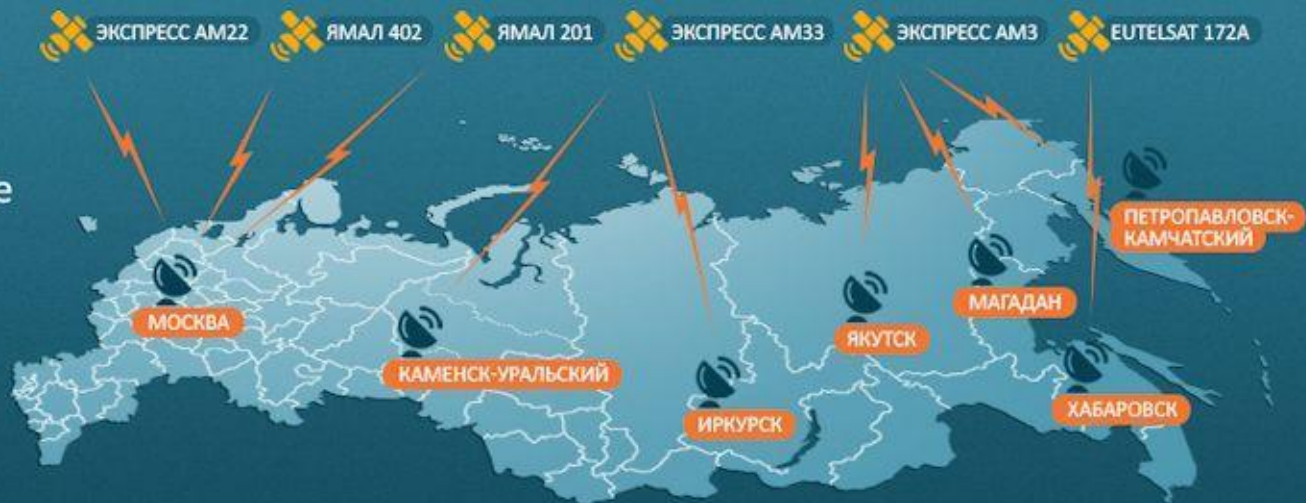 ЭКСПРЕСС АМ22
ЯМАЛ 402
ЯМАЛ 201
ЭКСПРЕСС АМ33
ЭКСПРЕСС АМ3
EUTELSAT 172A
е
ПЕТРОПАВЛОВСК-
КАМЧАТСКИЙ
МОСКВА
МАГАДАН
ЯКУТСК
КАМЕНСК-УРАЛЬСКИЙ
ИРКУРСК
ХАБАРОВСК